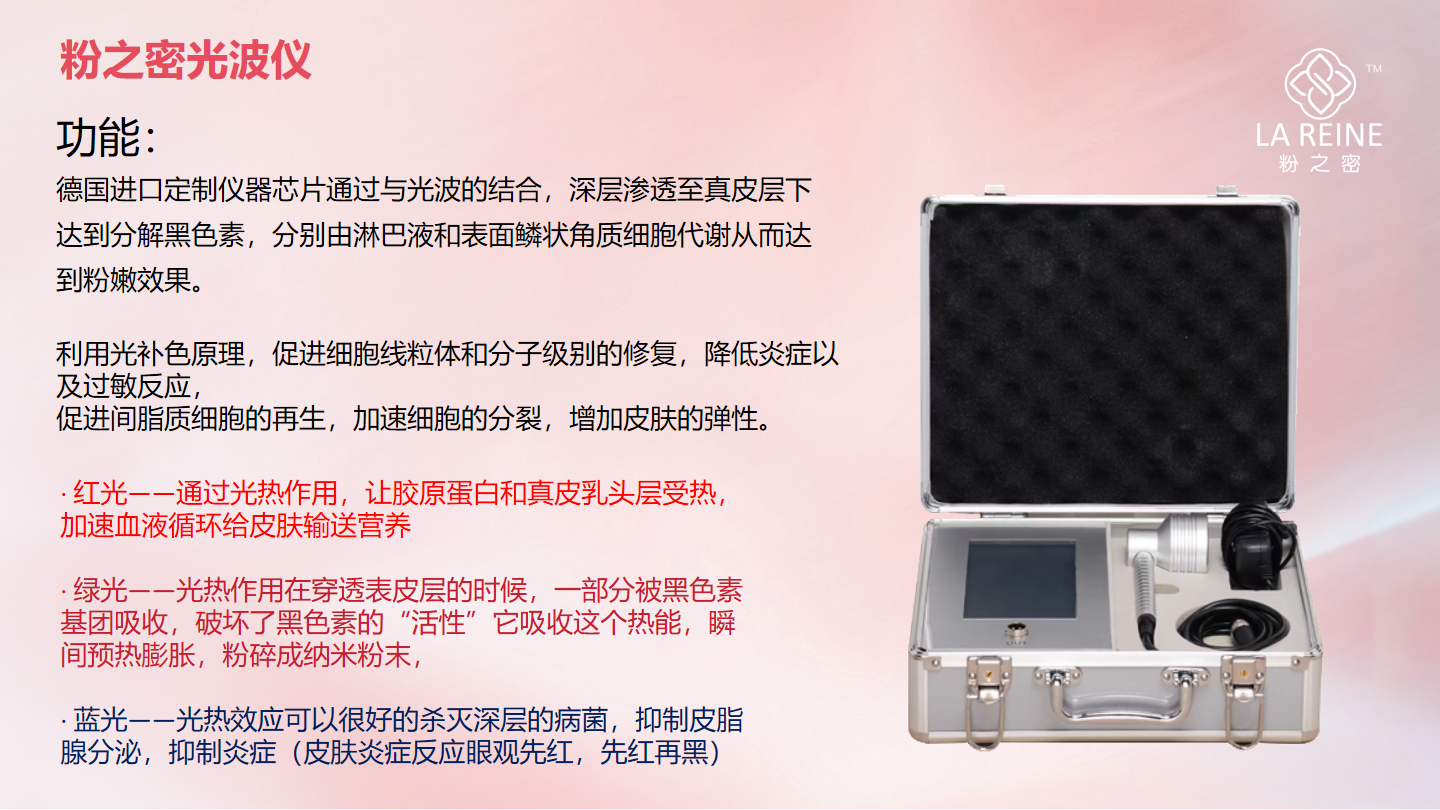 粉之密光波仪
TM
LA REINE
粉之密
功能：
德国进口定制仪器芯片通过与光波的结合，深层渗透至真皮层下
达到分解黑色素，分别由淋巴液和表面鳞状角质细胞代谢从而达
到粉嫩效果。
利用光补色原理，促进细胞线粒体和分子级别的修复，降低炎症以
及过敏反应，
促进间脂质细胞的再生，加速细胞的分裂，增加皮肤的弹性。
· 红光——通过光热作用，让胶原蛋白和真皮乳头层受热，
加速血液循环给皮肤输送营养
· 绿光——光热作用在穿透表皮层的时候，一部分被黑色素
基团吸收，破坏了黑色素的“活性”它吸收这个热能，瞬
间预热膨胀，粉碎成纳米粉末，
· 蓝光——光热效应可以很好的杀灭深层的病菌，抑制皮脂
腺分泌，抑制炎症（皮肤炎症反应眼观先红，先红再黑）
OUT